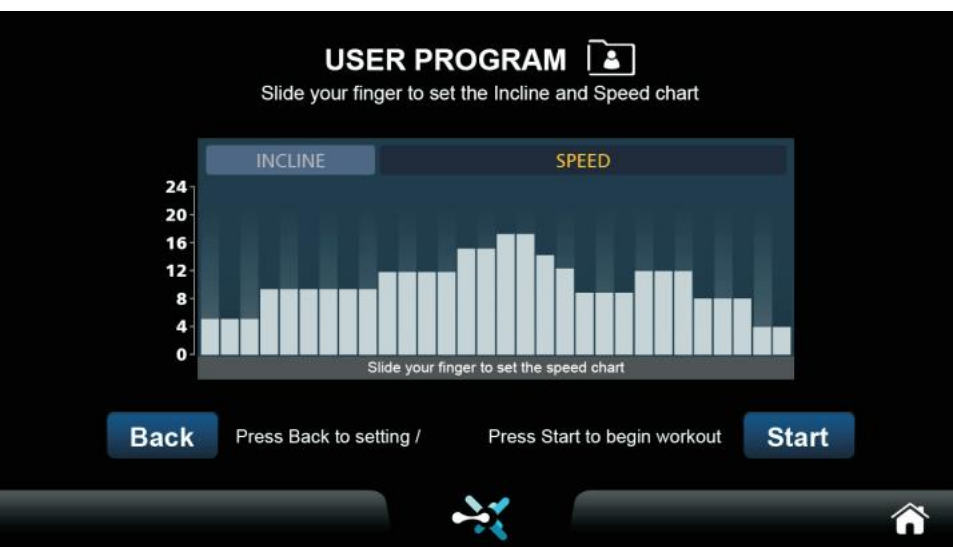 USER PROGRAM
Slide your finger to set the Incline and Speed chart
INCLINE SPEED
24
20
16
12
8
4
0
Slide your finger to set the speed chart
Back Press Back to setting / Press Start to begin workout Start